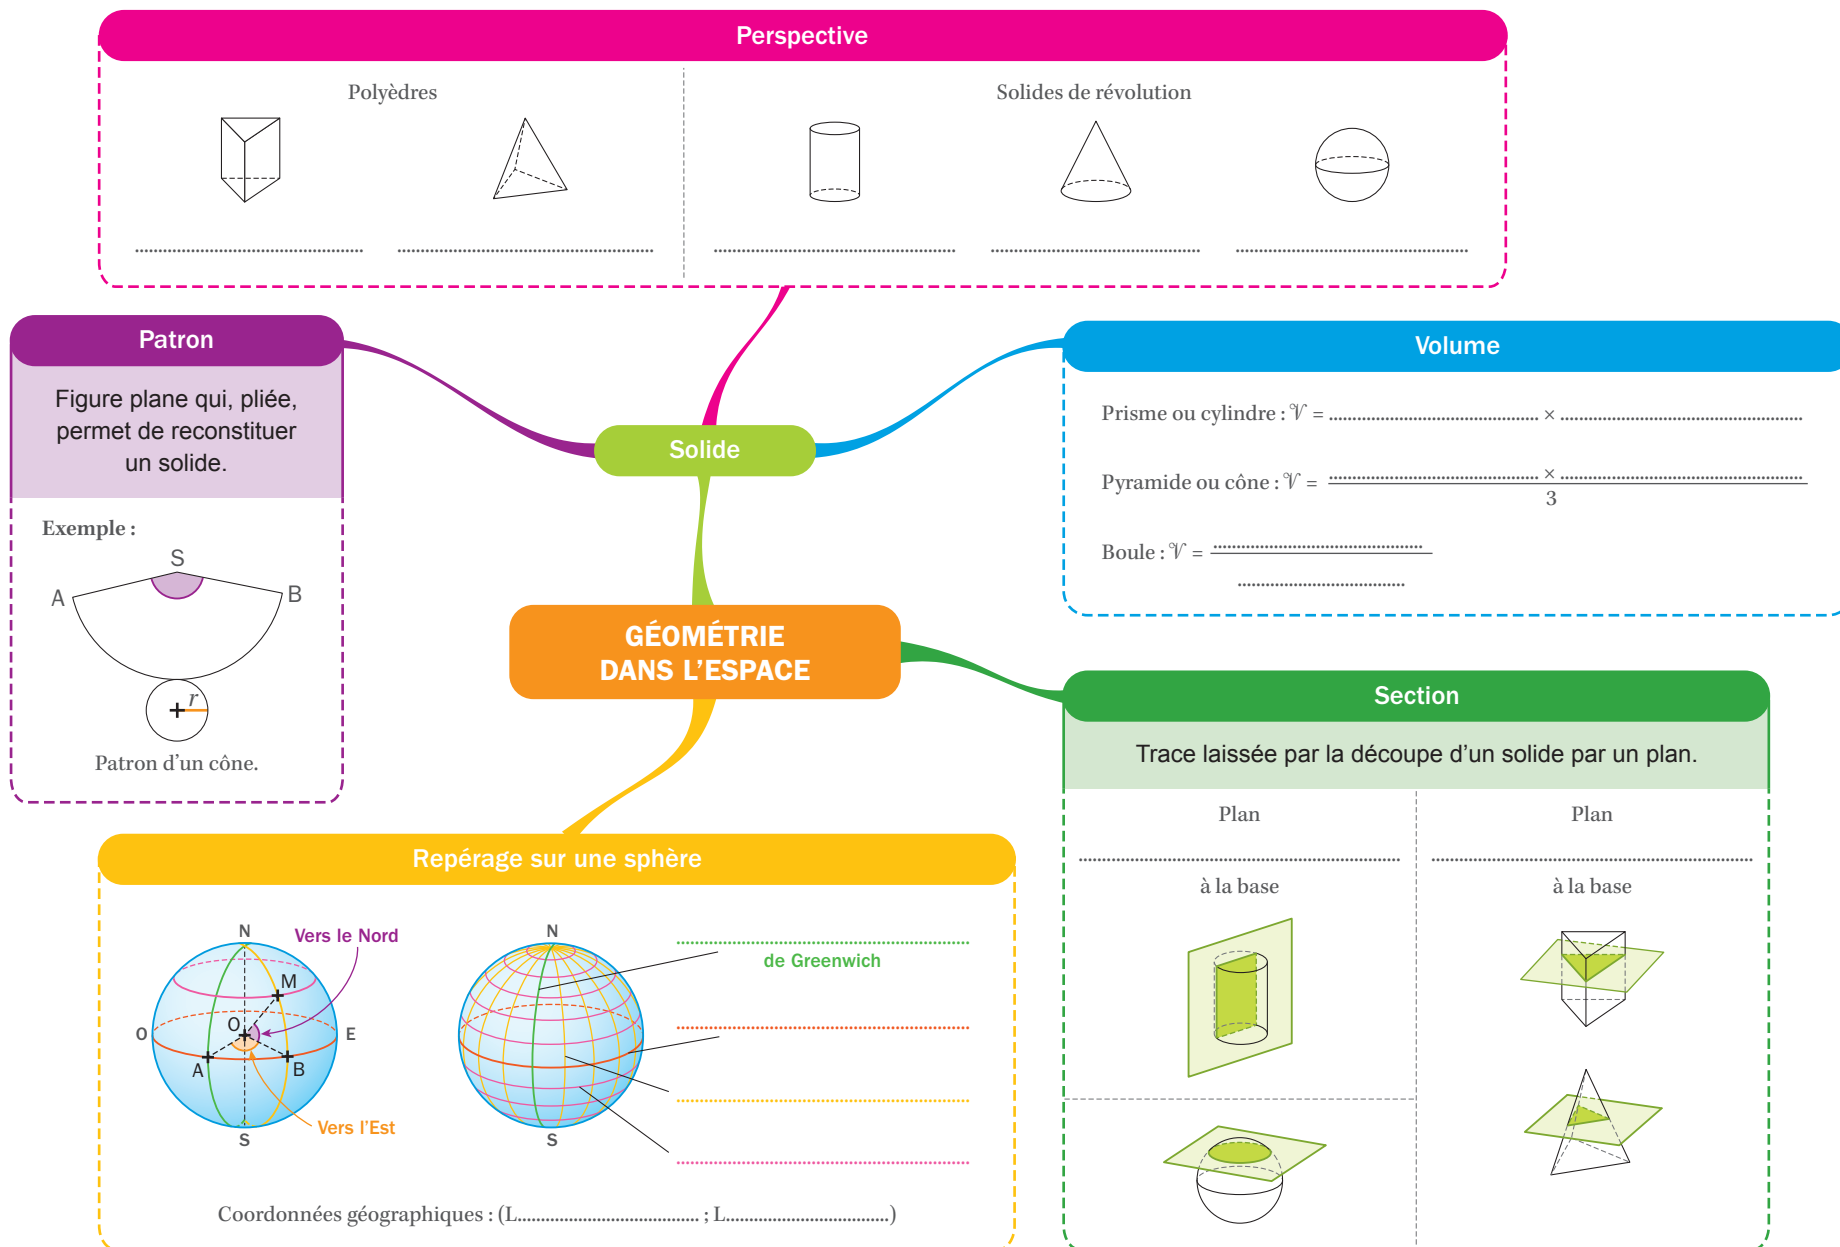 Perspective
Polyèdres
Solides de révolution
Patron
Figure plane qui, pliée,
permet de reconstituer
un solide.
Exemple :
S
A
B
r
Patron d'un cône.
Solide
Volume
Prisme ou cylindre : 𝒱 = .......... × ..........
Pyramide ou cône : 𝒱 = .......... × ..........
3
Boule : 𝒱 = ..........
..........
GÉOMÉTRIE
DANS L'ESPACE
Section
Trace laissée par la découpe d'un solide par un plan.
Plan
..........
à la base
Plan
..........
à la base
Repérage sur une sphère
N
Vers le Nord
M
O
O
E
A
B
S
Vers l'Est
N
S
..........
de Greenwich
..........
..........
..........
Coordonnées géographiques : (L.......... ; L..........)